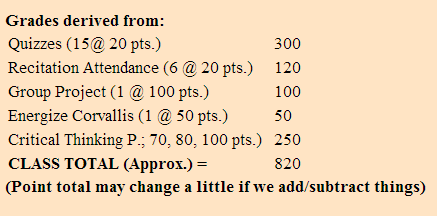 Grades derived from:
Quizzes (15@ 20 pts.) 300
Recitation Attendance (6 @ 20 pts.) 120
Group Project (1 @ 100 pts.) 100
Energize Corvallis (1 @ 50 pts.) 50
Critical Thinking P.; 70, 80, 100 pts.) 250
CLASS TOTAL (Approx.) = 820
(Point total may change a little if we add/subtract things)